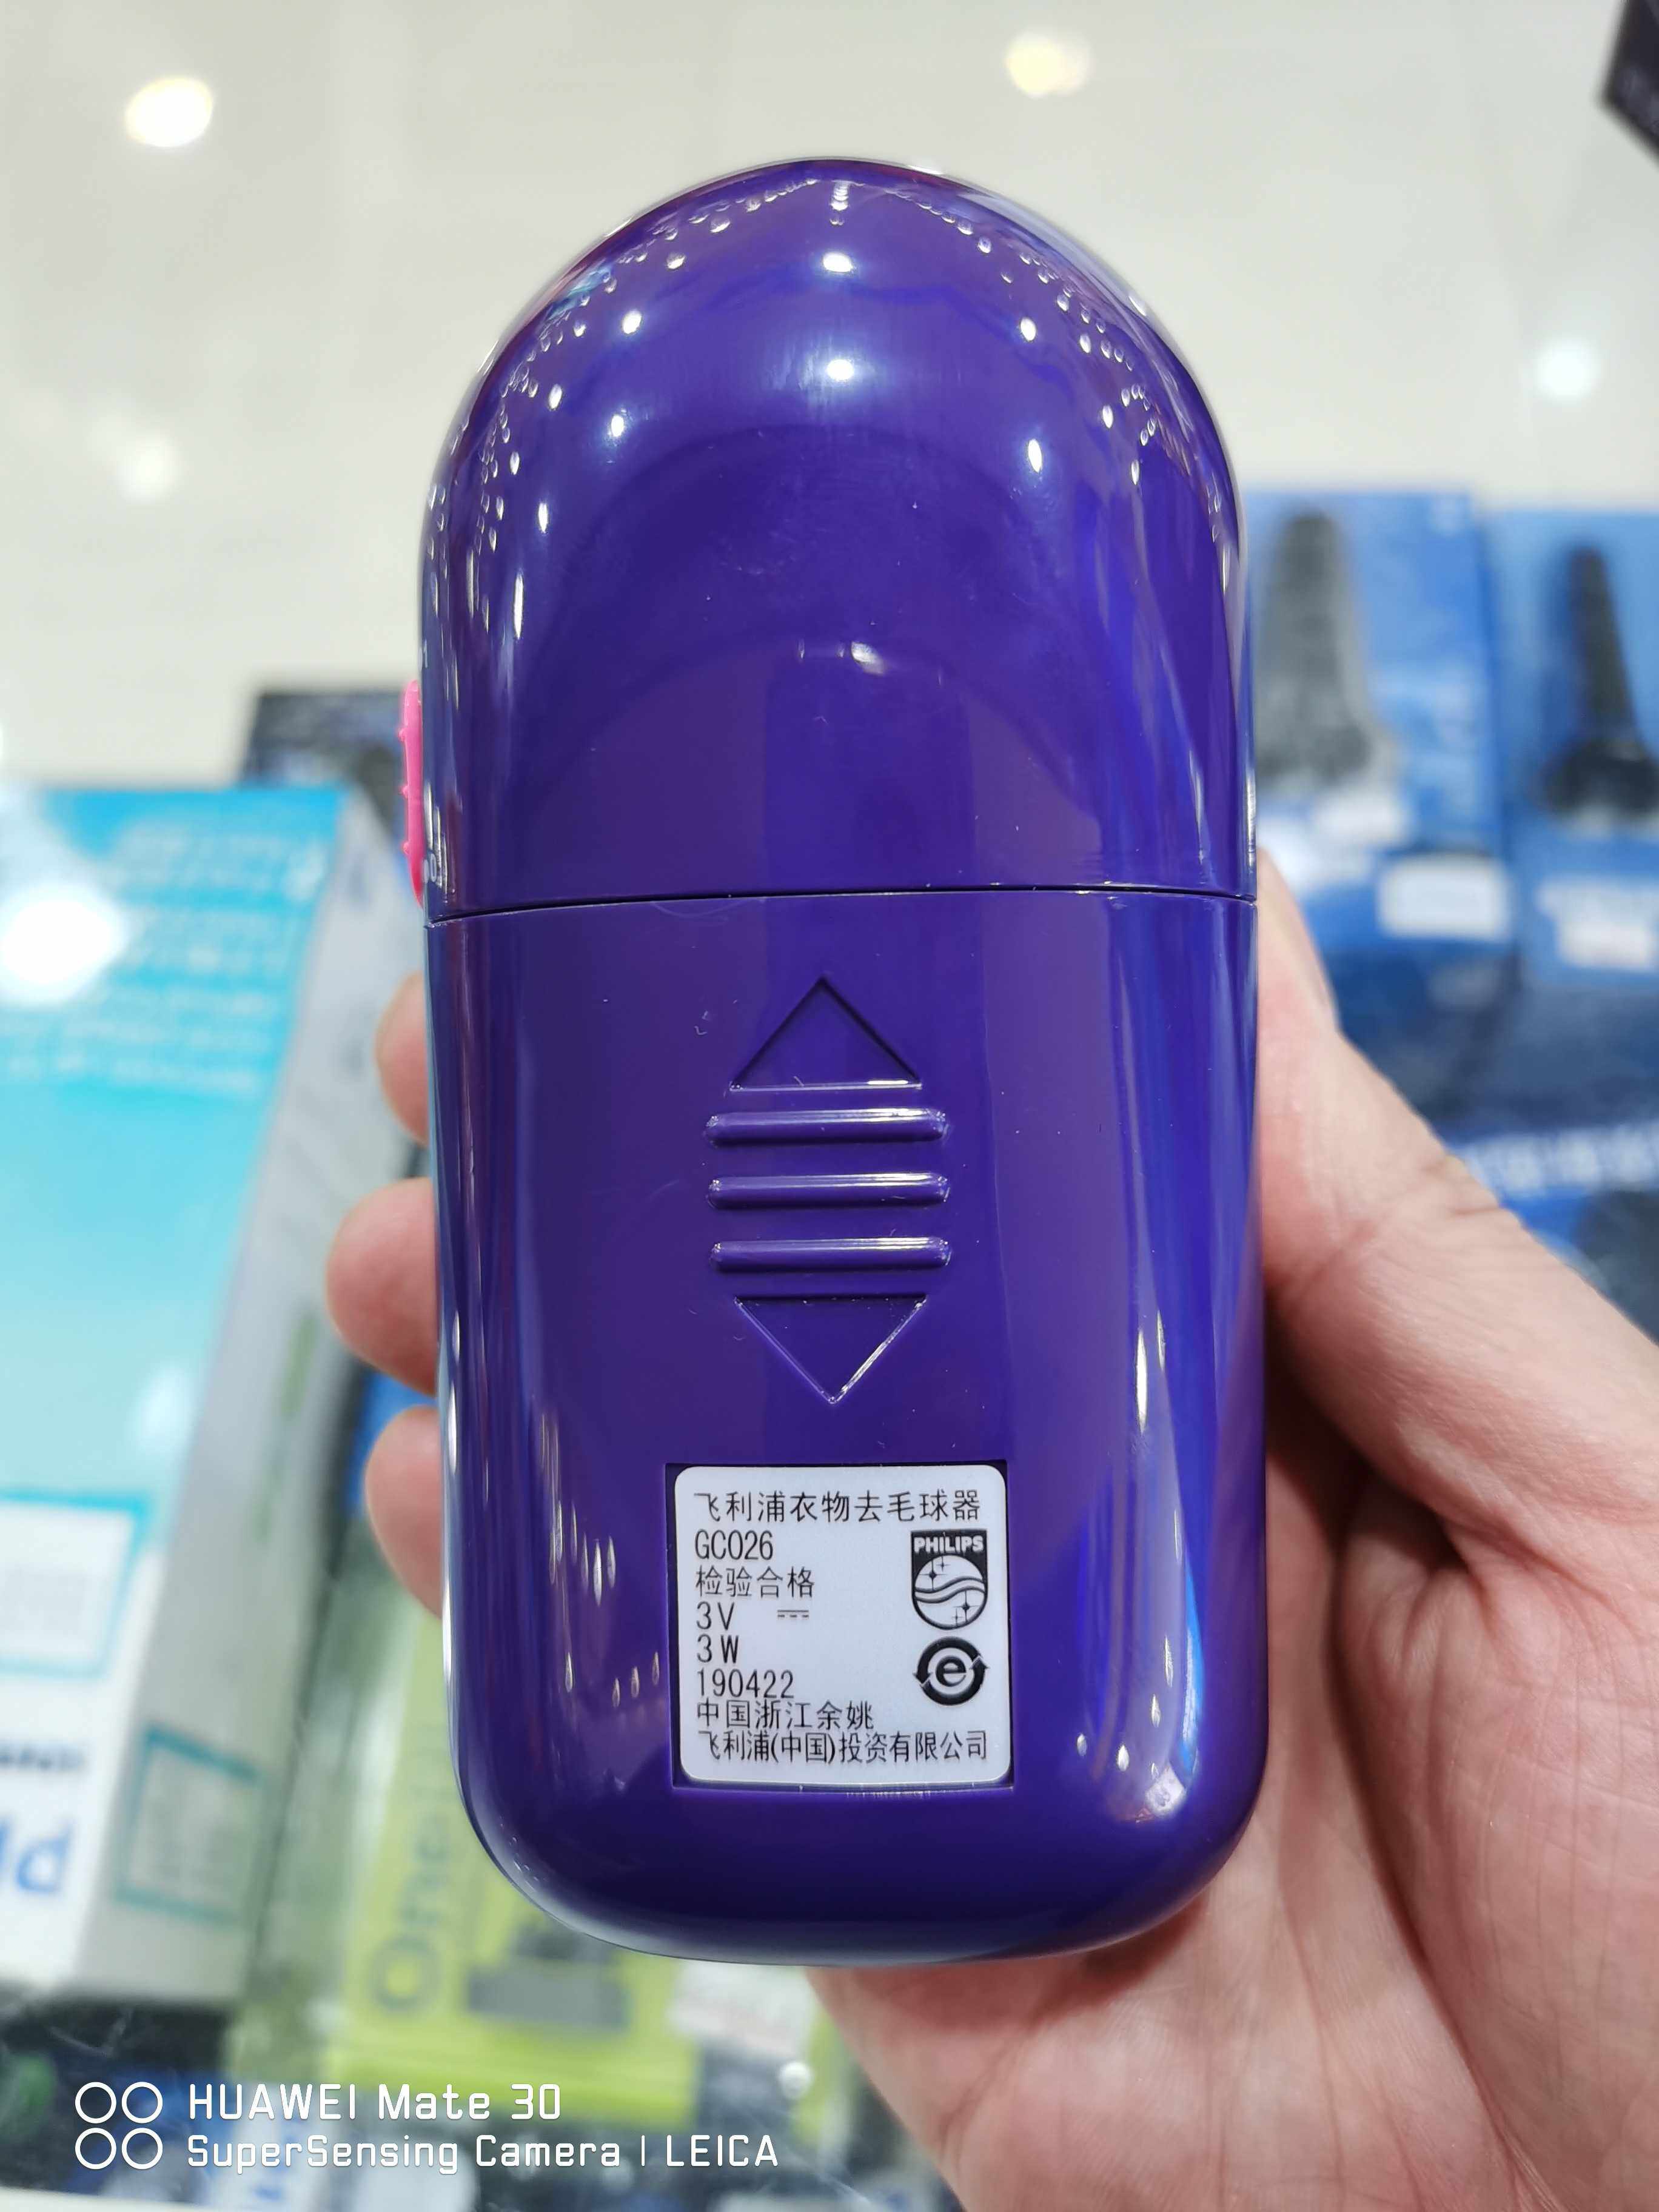 飞利浦衣物去毛球器
GC026
PHILIPS
检验合格
3V
3W
190422
中国浙江余姚
飞利浦(中国)投资有限公司
HUAWEI Mate 30
SuperSensing Camera | LEICA